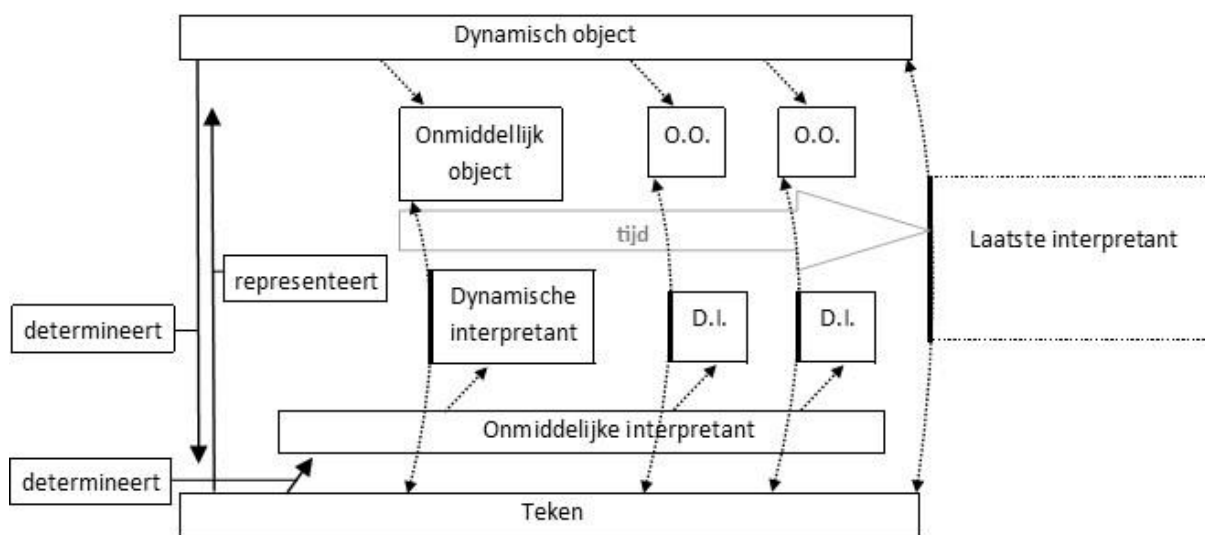 Dynamisch object
Onmiddellijk
object
O.O.
O.O.
tijd
Laatste interpretant
representeert
determineert
Dynamische
interpretant
D.I.
D.I.
Onmiddelijke interpretant
determineert
Teken